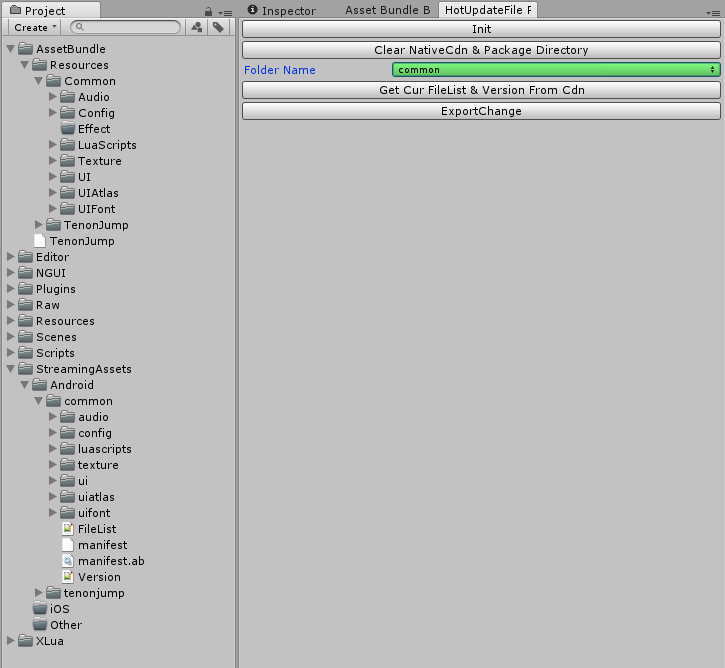 Project
Create
AssetBundle
Resources
Common
Audio
Config
Effect
LuaScripts
Texture
UI
UIAtlas
UIFont
TenonJump
TenonJump
Editor
NGUI
Plugins
Raw
Resources
Scenes
Scripts
StreamingAssets
Android
common
audio
config
luascripts
texture
ui
uiatlas
uifont
FileList
manifest
manifest.ab
Version
tenonjump
iOS
Other
XLua
Inspector Asset Bundle B HotUpdateFile F
Init
Clear NativeCdn & Package Directory
Folder Name common
Get Cur FileList & Version From Cdn
ExportChange